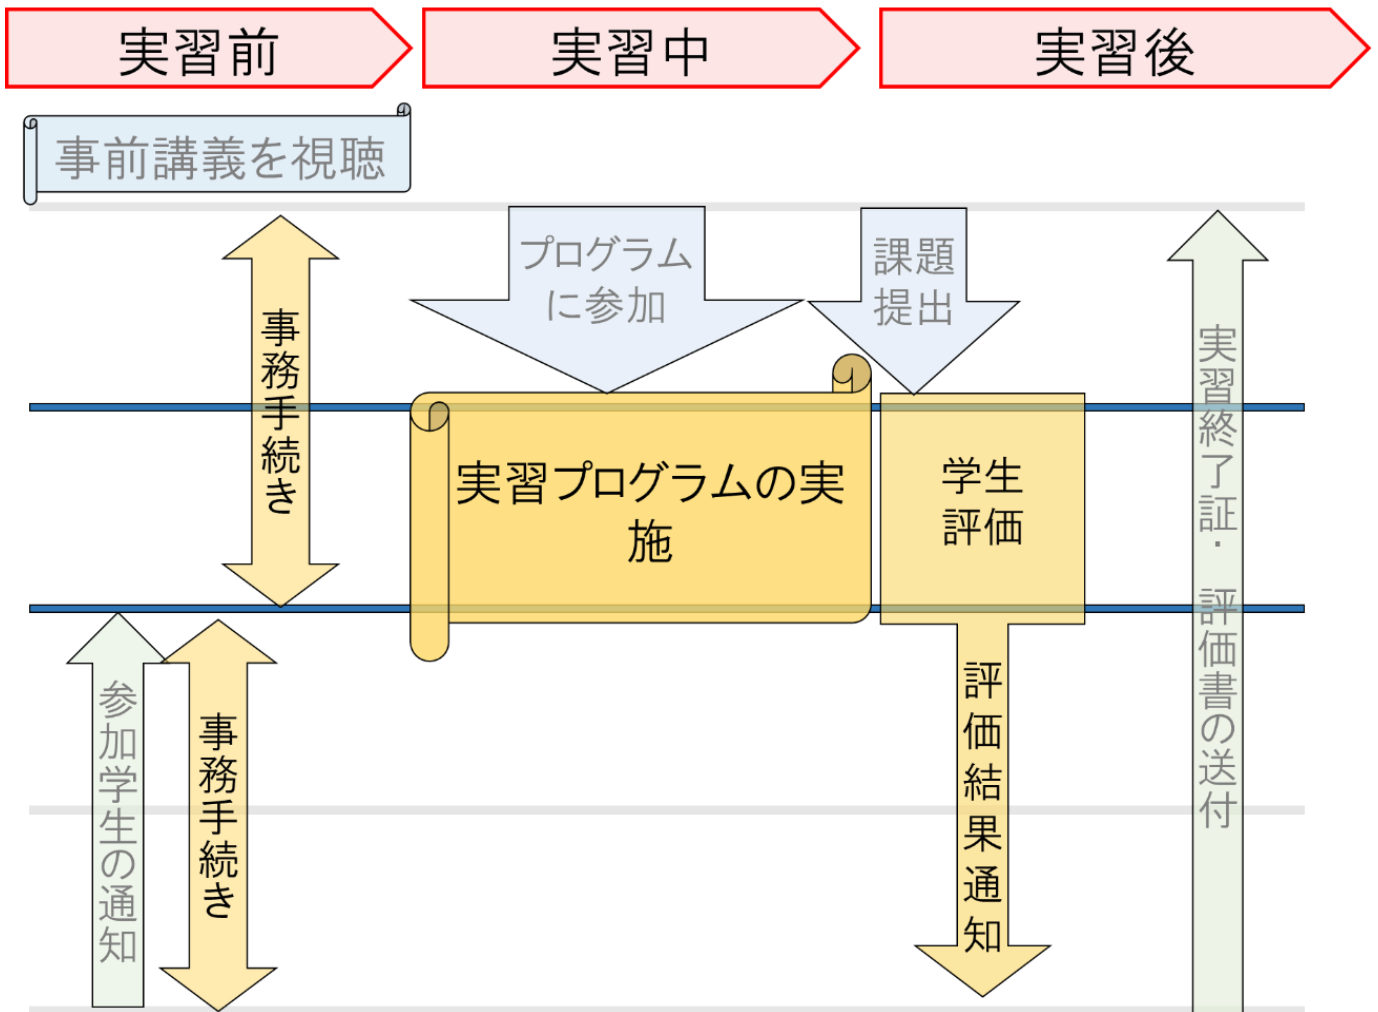 実習前
実習中
実習後
事前講義を視聴
プログラム
に参加
課題
提出
事務手続き
実習プログラムの実
施
学生
評価
実習終了証・ 評価書の送付
参加学生の通知
事務手続き
評価結果通知